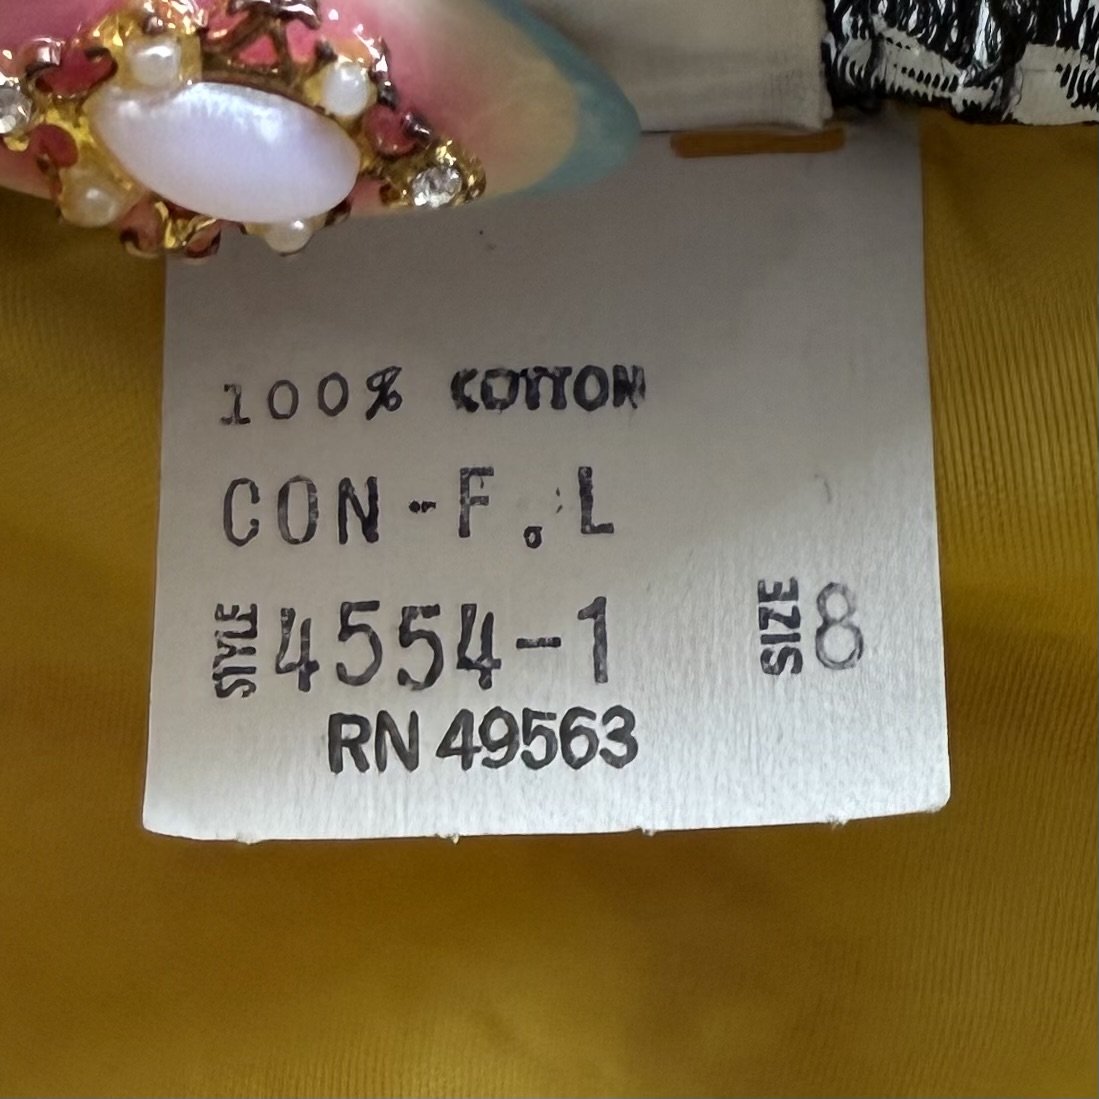 100% COTTON
CON-F.L
STYLE 4554-1 SIZE 8
RN 49563